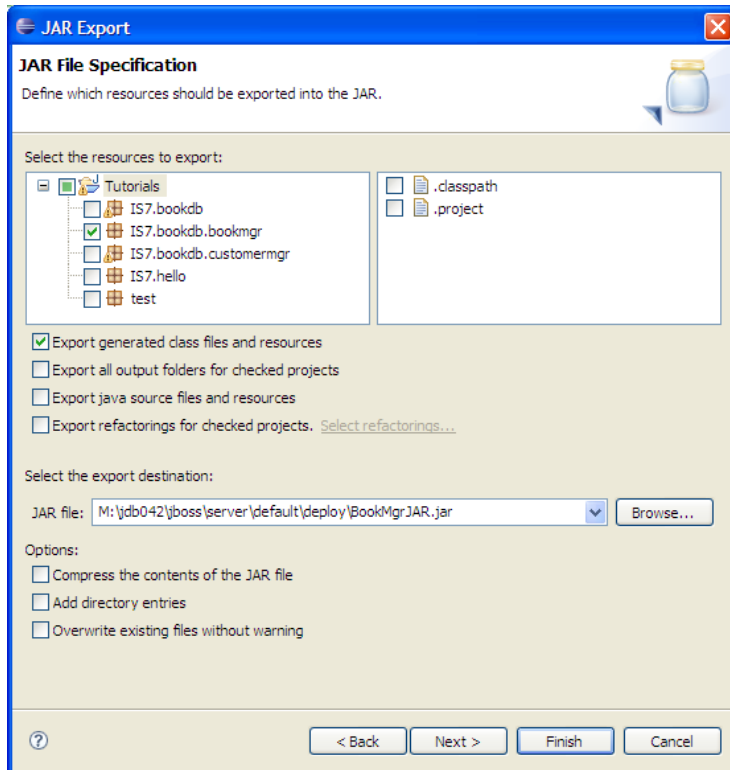 JAR Export
JAR File Specification
Define which resources should be exported into the JAR.
Select the resources to export:
Tutorials
IS7.bookdb
IS7.bookdb.bookmgr
IS7.bookdb.customermgr
IS7.hello
test
.classpath
.project
Export generated class files and resources
Export all output folders for checked projects
Export java source files and resources
Export refactorings for checked projects. Select refactorings...
Select the export destination:
JAR file: M:\jdb042\jboss\server\default\deploy\BookMgrJAR.jar Browse...
Options:
Compress the contents of the JAR file
Add directory entries
Overwrite existing files without warning
? < Back Next > Finish Cancel